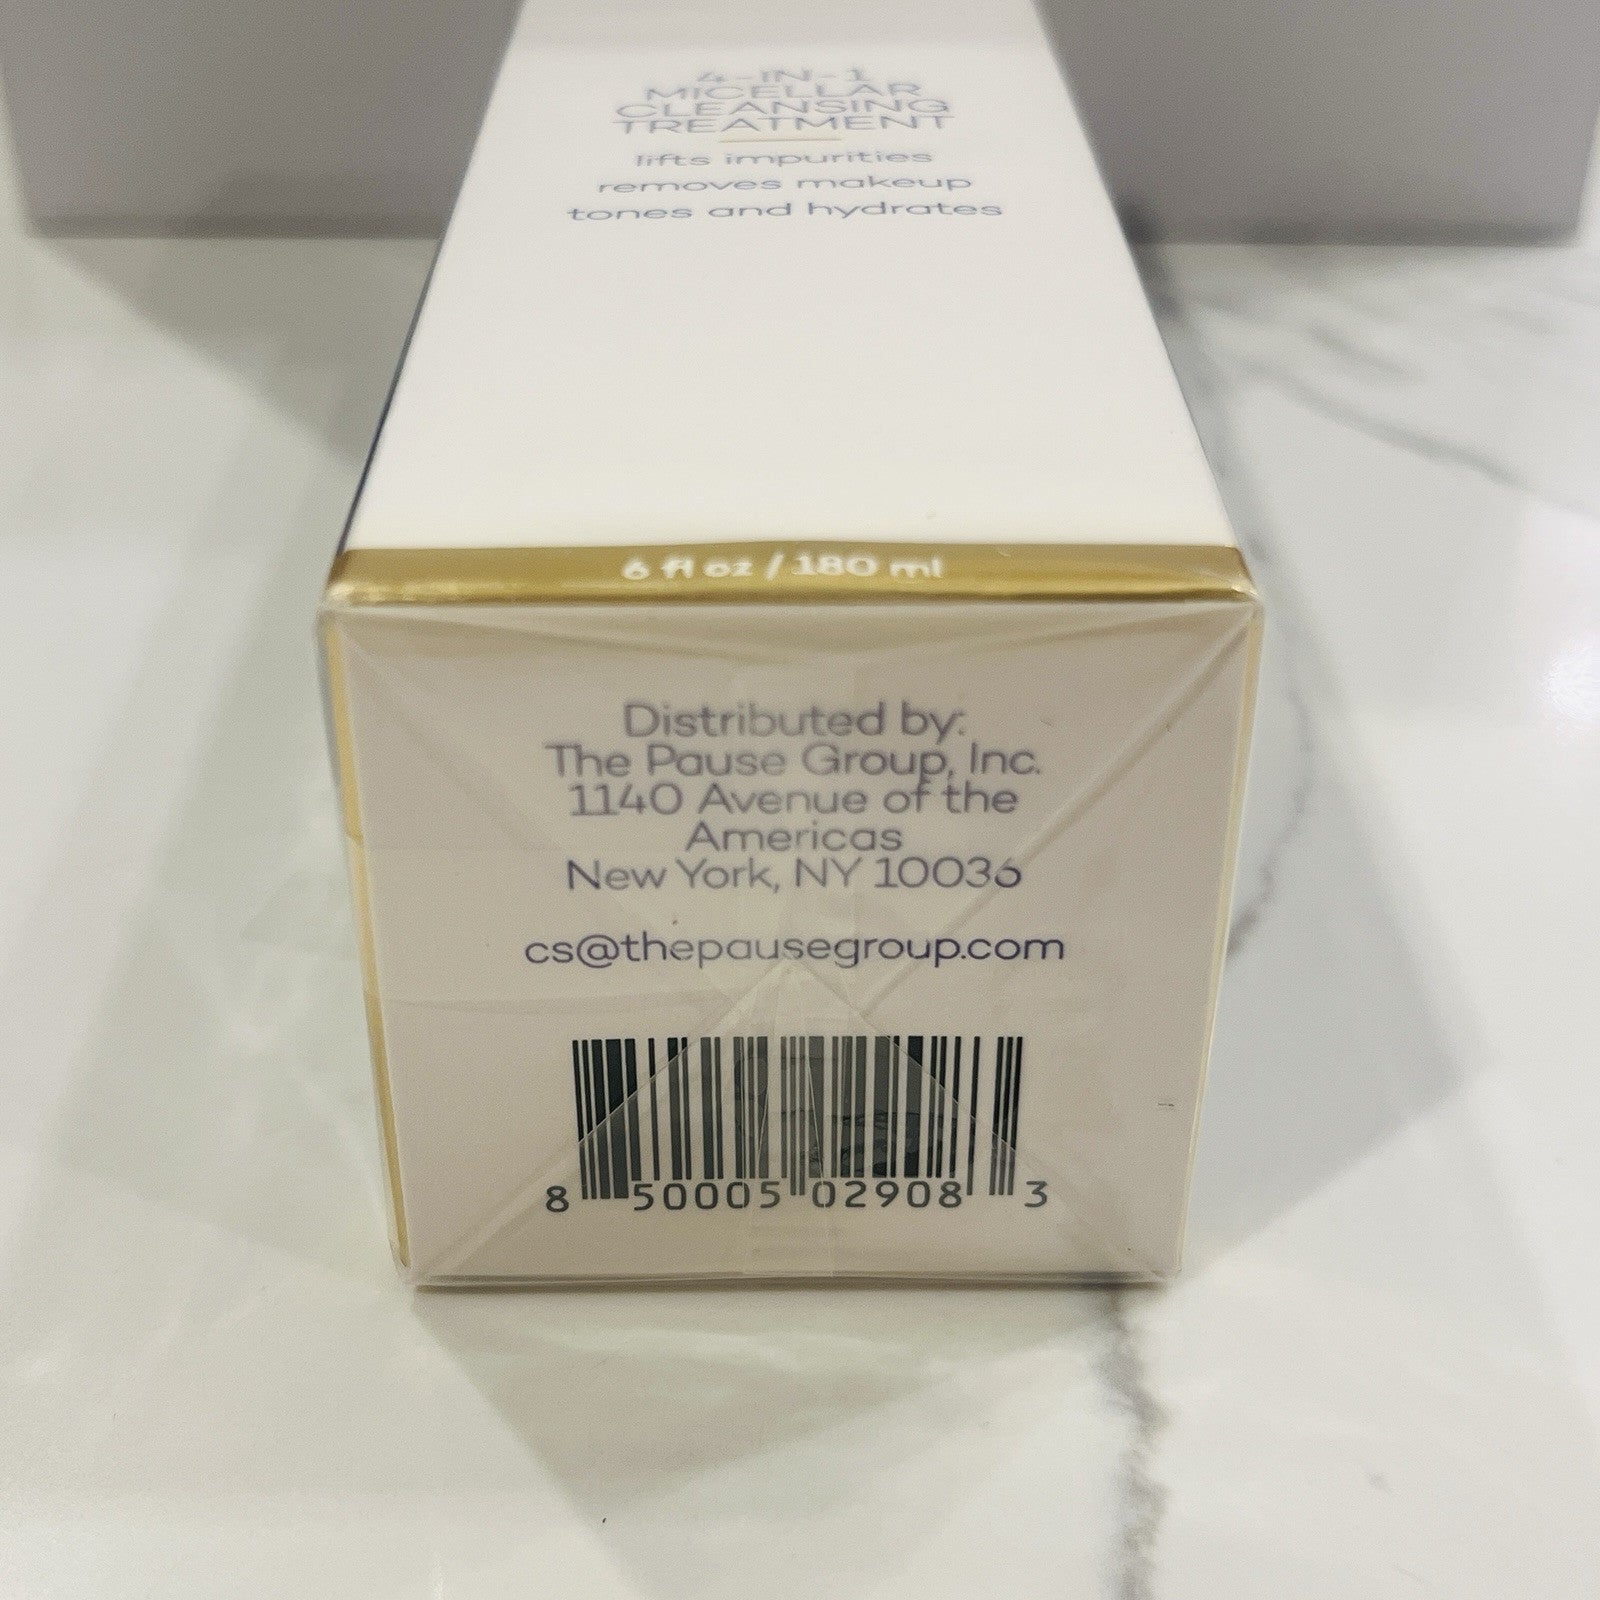 4-IN-1
MICELLAR
CLEANSING
TREATMENT
lifts impurities
removes makeup
tones and hydrates
6 fl oz / 180 ml
Distributed by:
The Pause Group, Inc.
1140 Avenue of the
Americas
New York, NY 10036
cs@thepausegroup.com
8 50005 02908 3